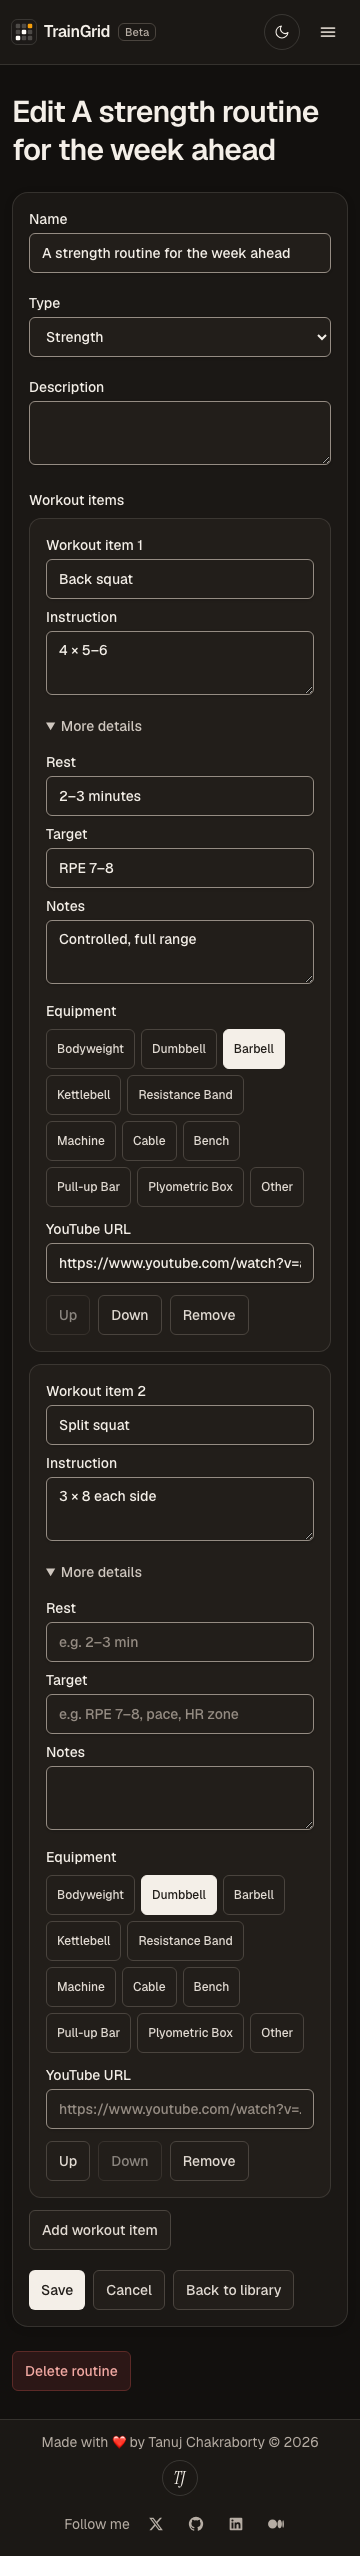 TrainGrid Beta
Edit A strength routine
for the week ahead
Name
A strength routine for the week ahead
Type
Strength
Description
Workout items
Workout item 1
Back squat
Instruction
4 × 5–6
▼ More details
Rest
2–3 minutes
Target
RPE 7–8
Notes
Controlled, full range
Equipment
Bodyweight Dumbbell Barbell
Kettlebell Resistance Band
Machine Cable Bench
Pull-up Bar Plyometric Box Other
YouTube URL
https://www.youtube.com/watch?v=
Up Down Remove
Workout item 2
Split squat
Instruction
3 × 8 each side
▼ More details
Rest
e.g. 2–3 min
Target
e.g. RPE 7–8, pace, HR zone
Notes
Equipment
Bodyweight Dumbbell Barbell
Kettlebell Resistance Band
Machine Cable Bench
Pull-up Bar Plyometric Box Other
YouTube URL
https://www.youtube.com/watch?v=.
Up Down Remove
Add workout item
Save Cancel Back to library
Delete routine
Made with ❤️ by Tanuj Chakraborty © 2026
TJ
Follow me